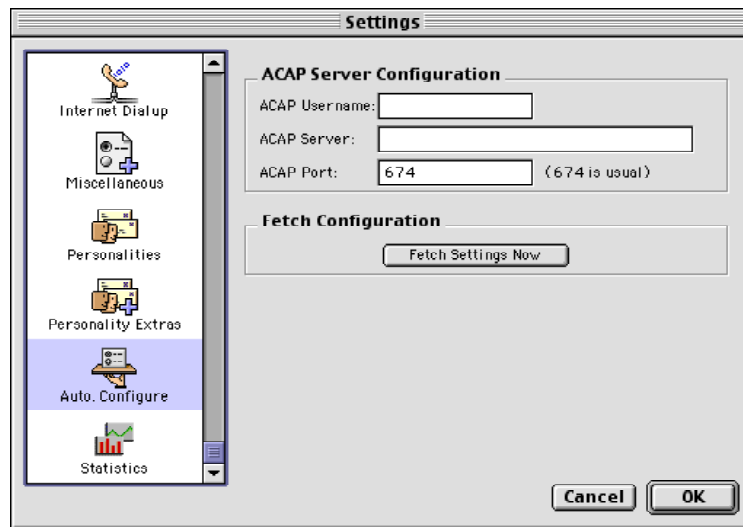 Settings
Internet Dialup
Miscellaneous
Personalities
Personality Extras
Auto. Configure
Statistics
ACAP Server Configuration
ACAP Username:
ACAP Server:
ACAP Port: 674 (674 is usual)
Fetch Configuration
Fetch Settings Now
Cancel OK